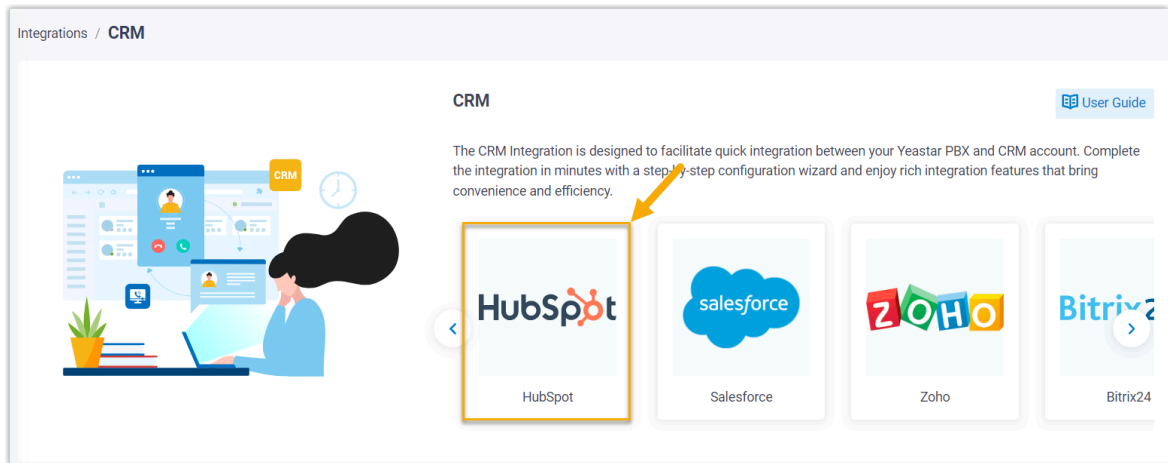 Integrations / CRM
CRM
User Guide
The CRM Integration is designed to facilitate quick integration between your Yeastar PBX and CRM account. Complete
the integration in minutes with a step-by-step configuration wizard and enjoy rich integration features that bring
convenience and efficiency.
CRM
HubSpot
salesforce
ZOHO
Bitrix2
HubSpot
Salesforce
Zoho
Bitrix24